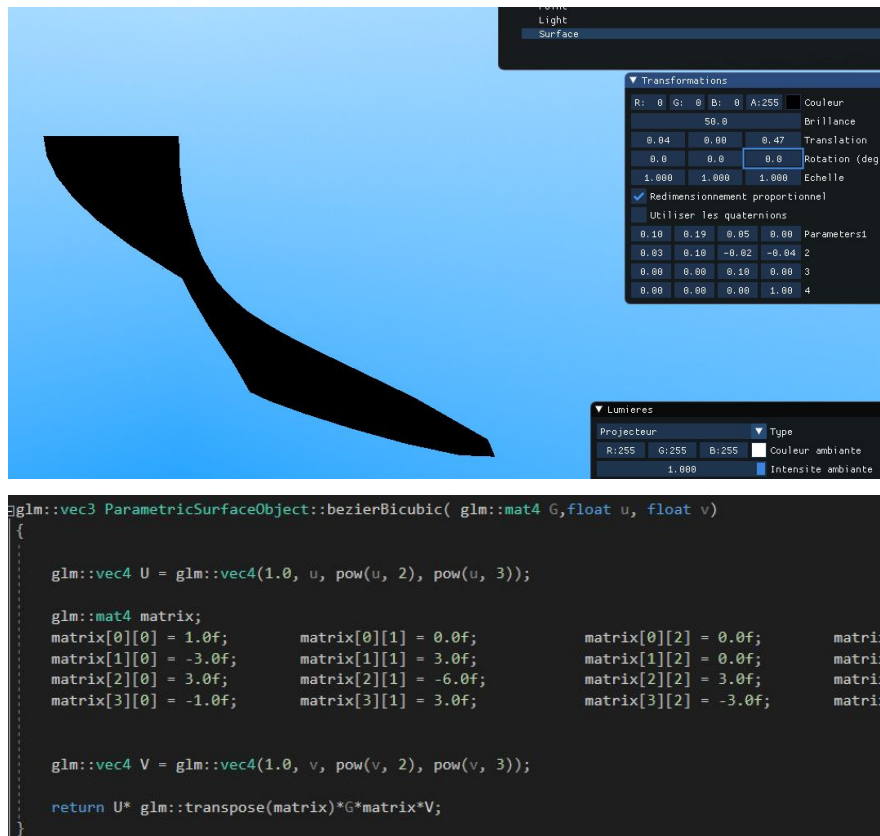 Light
Surface
▼ Transformations
R: 0 G: 0 B: 0 A:255 Couleur
50.0 Brillance
0.04 0.00 0.47 Translation
0.0 0.0 0.0 Rotation (deg
1.000 1.000 1.000 Echelle
Redimensionnement proportionnel
Utiliser les quaternions
0.10 0.19 0.05 0.00 Parameters1
0.03 0.10 -0.02 -0.04 2
0.00 0.00 0.10 0.00 3
0.00 0.00 0.00 1.00 4
▼ Lumieres
Projecteur ▼ Type
R:255 G:255 B:255 Couleur ambiante
1.000 Intensite ambiante
glm::vec3 ParametricSurfaceObject::bezierBicubic( glm::mat4 G,float u, float v)
{
glm::vec4 U = glm::vec4(1.0, u, pow(u, 2), pow(u, 3));
glm::mat4 matrix;
matrix[0][0] = 1.0f; matrix[0][1] = 0.0f; matrix[0][2] = 0.0f; matri
matrix[1][0] = -3.0f; matrix[1][1] = 3.0f; matrix[1][2] = 0.0f; matri
matrix[2][0] = 3.0f; matrix[2][1] = -6.0f; matrix[2][2] = 3.0f; matri
matrix[3][0] = -1.0f; matrix[3][1] = 3.0f; matrix[3][2] = -3.0f; matri
glm::vec4 V = glm::vec4(1.0, v, pow(v, 2), pow(v, 3));
return U* glm::transpose(matrix)*G*matrix*V;
}